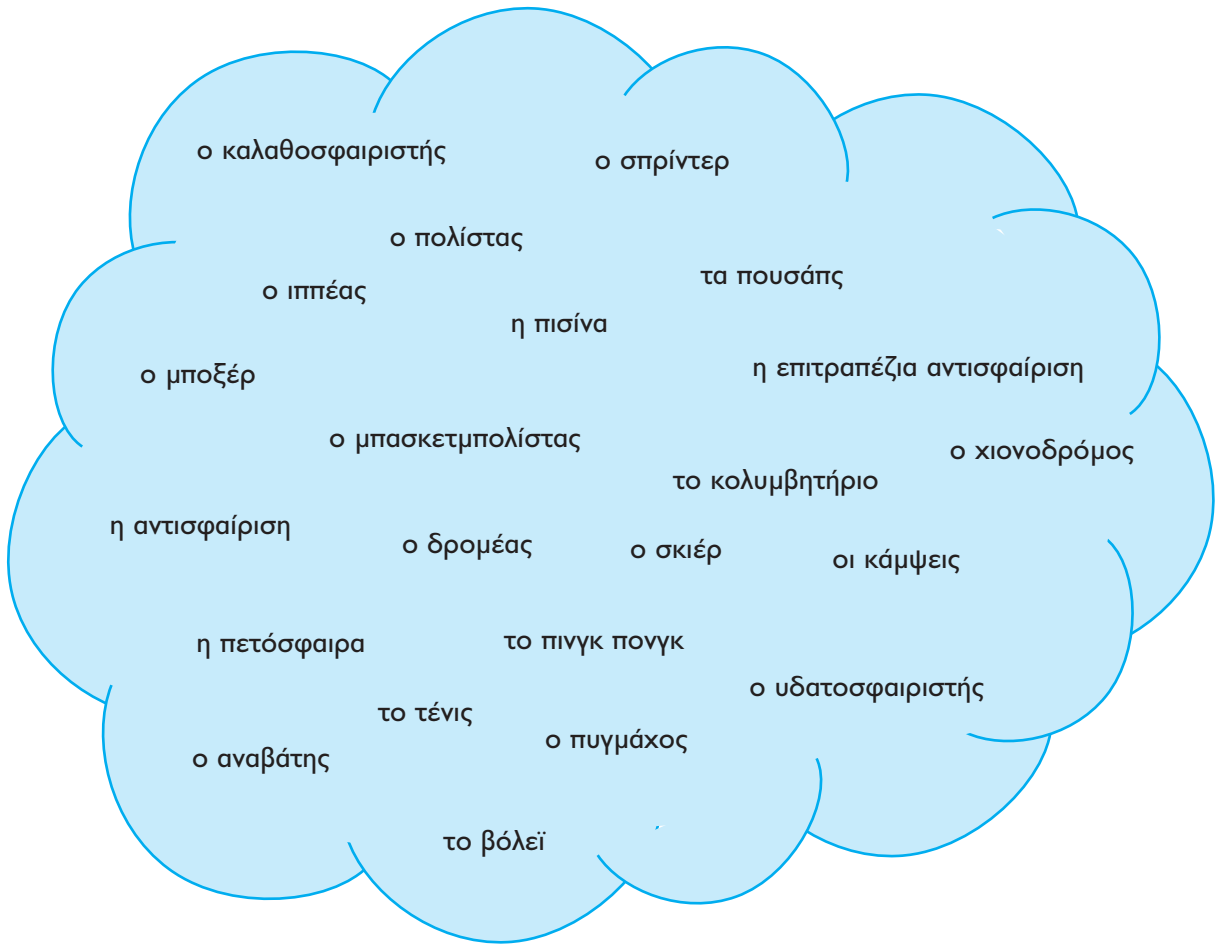 ο καλαθοσφαιριστής
ο σπρίντερ
ο πολίστας
τα πουσάπς
ο ιππέας
η πισίνα
η επιτραπέζια αντισφαίριση
ο μποξέρ
ο μπασκετμπολίστας
ο χιονοδρόμος
το κολυμβητήριο
η αντισφαίριση
ο δρομέας
ο σκιέρ
οι κάμψεις
η πετόσφαιρα
το πινγκ πονγκ
ο υδατοσφαιριστής
το τένις
ο πυγμάχος
ο αναβάτης
το βόλεϊ